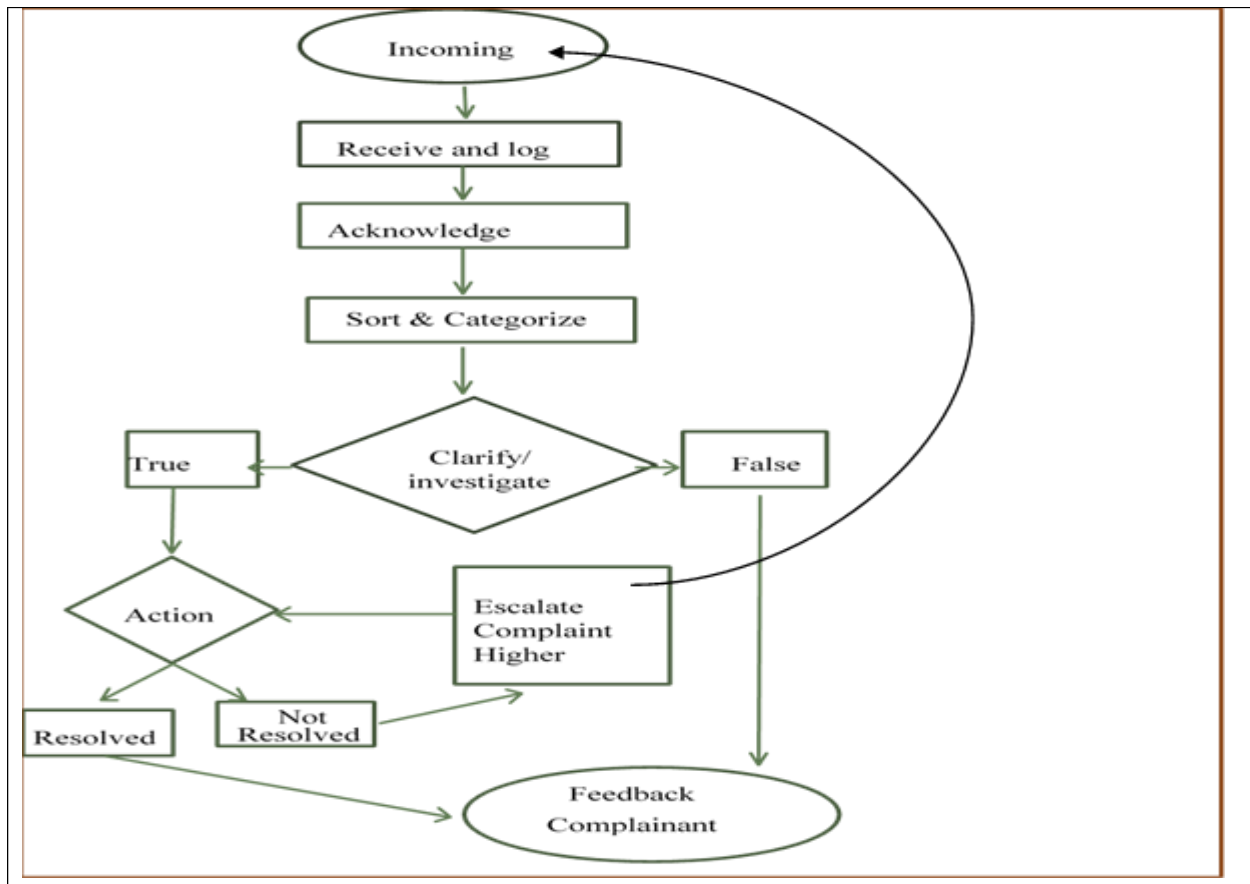 Incoming
Receive and log
Acknowledge
Sort & Categorize
True
Clarify/
investigate
False
Action
Escalate
Complaint
Higher
Resolved
Not
Resolved
Feedback
Complainant